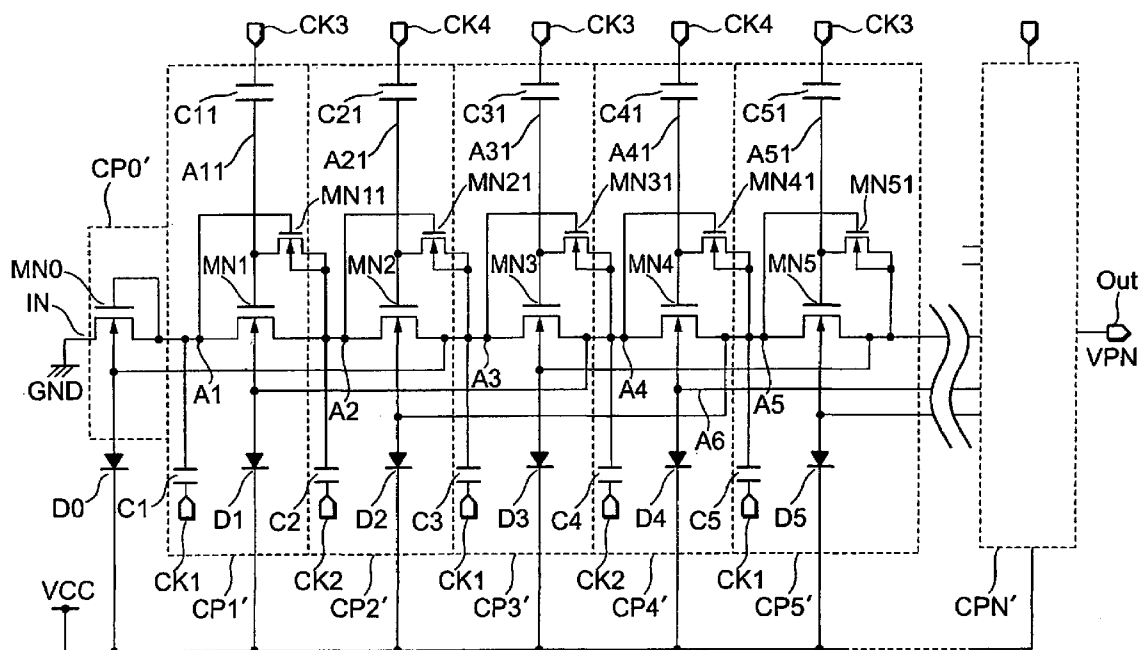 CK3 CK4 CK3 CK4 CK3
C11 C21 C31 C41 C51
A11 A21 A31 A41 A51
CP0′
MN11 MN21 MN31 MN41 MN51
MN0 MN1 MN2 MN3 MN4 MN5
IN
Out
VPN
GND
A1 A2 A3 A4 A5
A6
D0 C1 D1 C2 D2 C3 D3 C4 D4 C5 D5
CK1 CK2 CK1 CK2 CK1
CP1′ CP2′ CP3′ CP4′ CP5′ CPN′
VCC